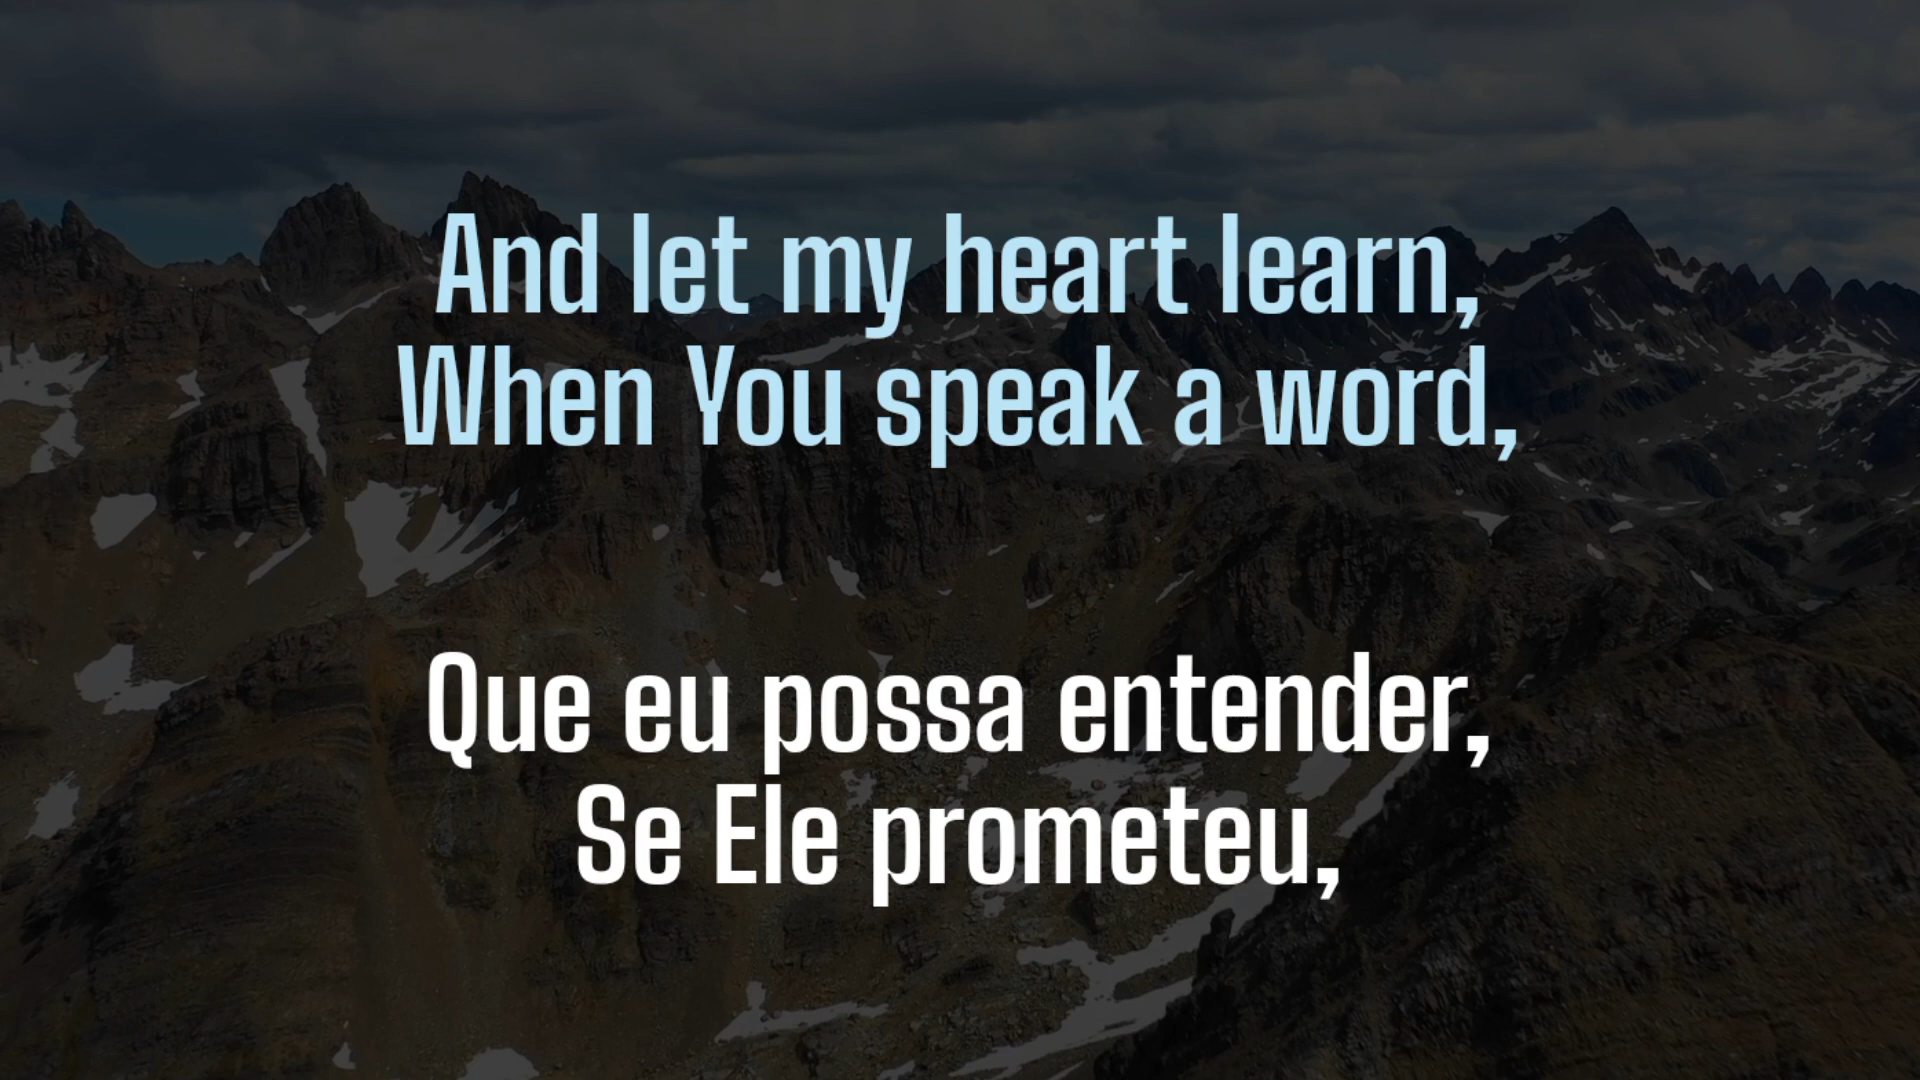 And let my heart learn,
When You speak a word,
Que eu possa entender,
Se Ele prometeu,